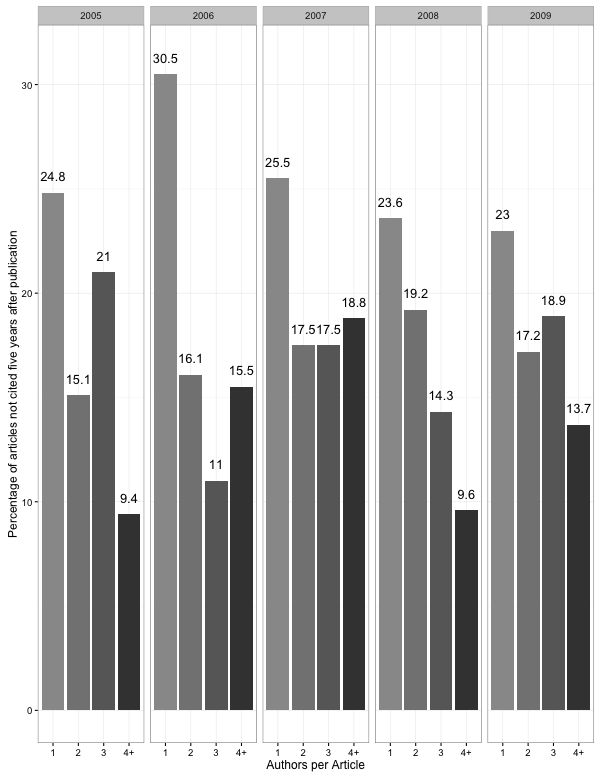 2005 2006 2007 2008 2009
Percentage of articles not cited five years after publication
30
20
10
0
24.8 15.1 21 9.4
30.5 16.1 11 15.5
25.5 17.5 17.5 18.8
23.6 19.2 14.3 9.6
23 17.2 18.9 13.7
1 2 3 4+ 1 2 3 4+ 1 2 3 4+ 1 2 3 4+ 1 2 3 4+
Authors per Article